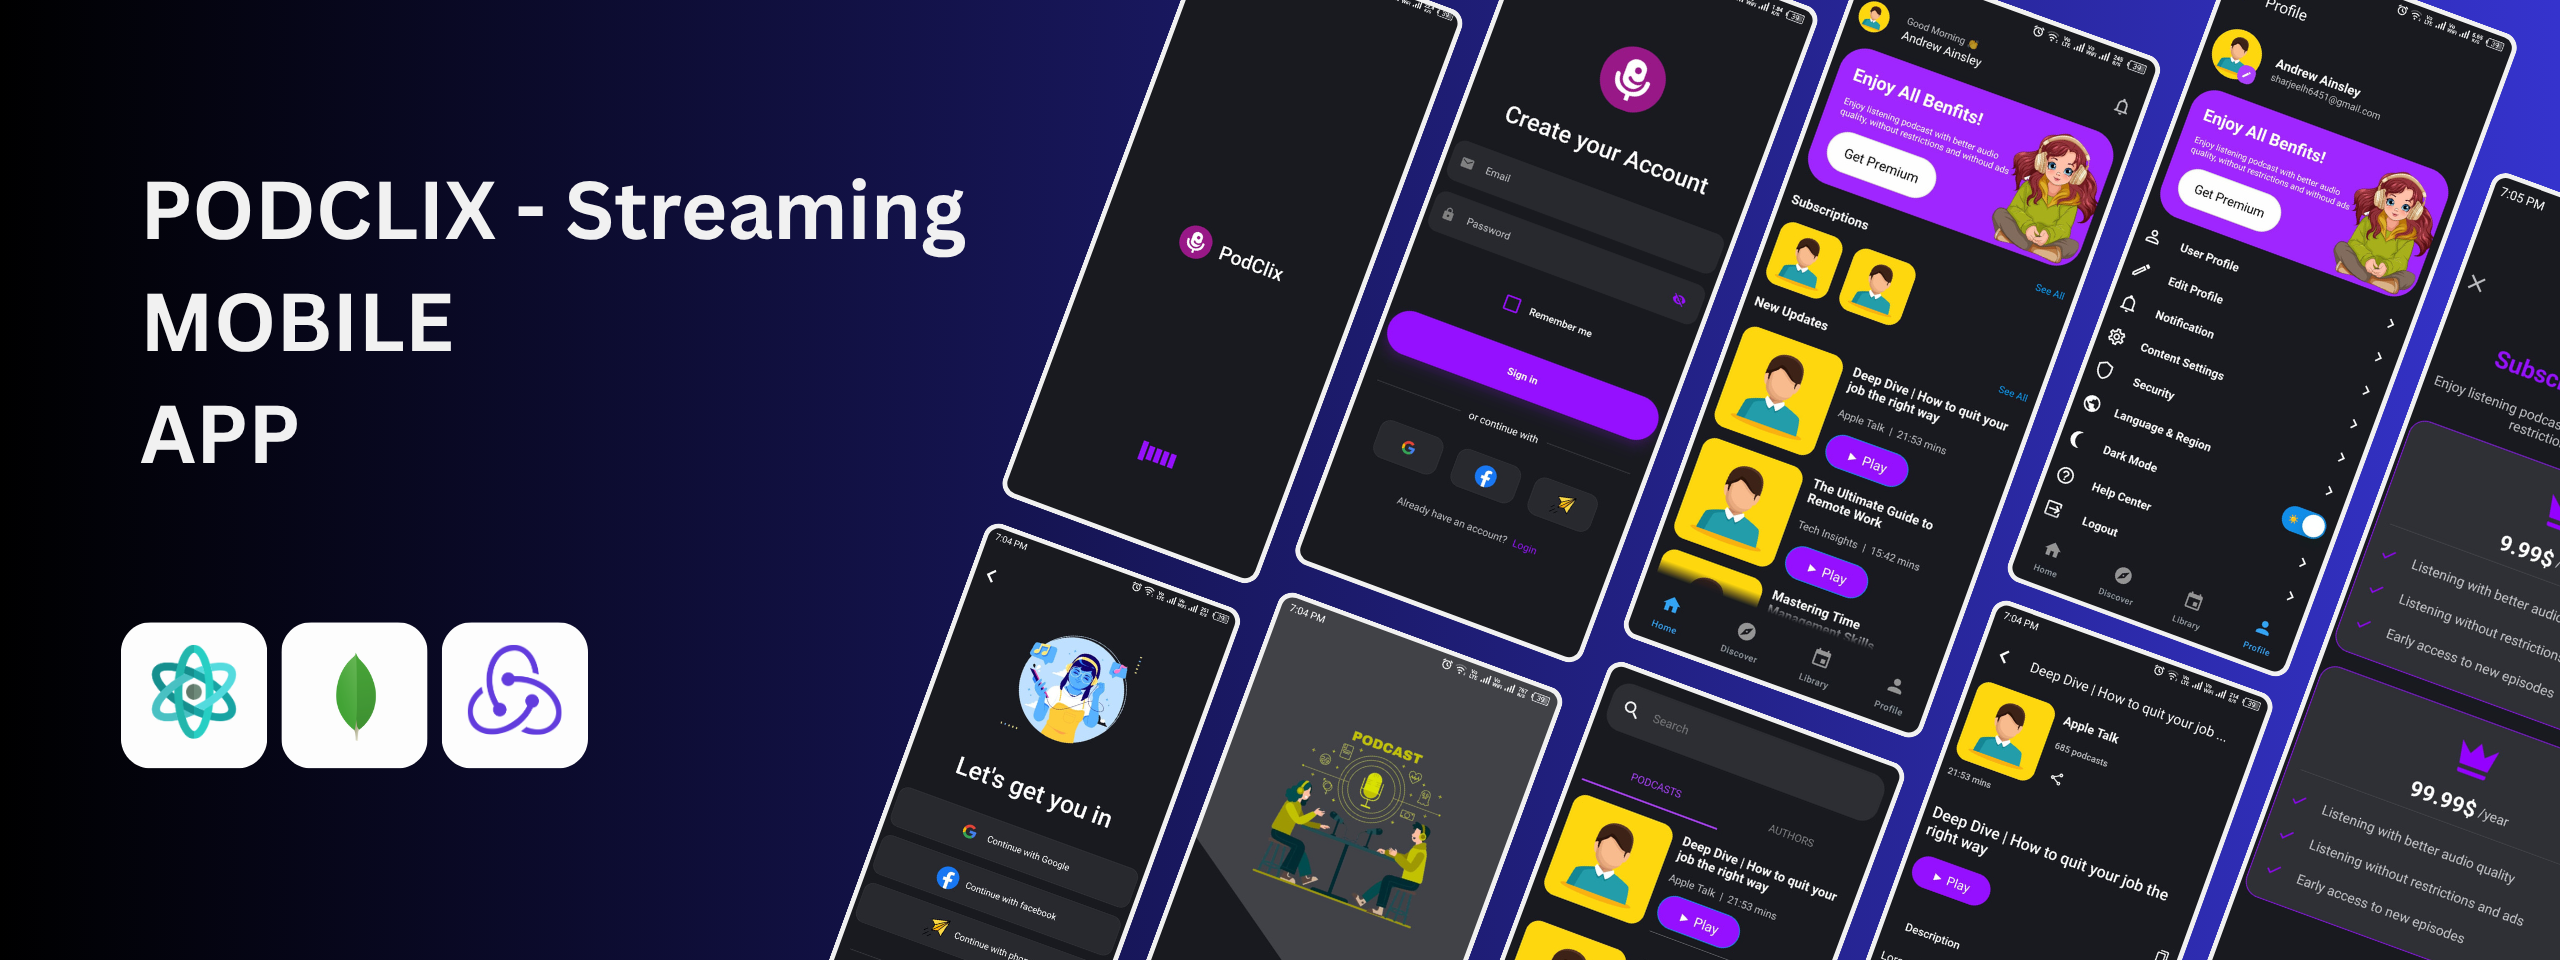 PODCLIX - Streaming
MOBILE
APP
PodClix
Create your Account
Email
Password
Remember me
Sign in
or continue with
Already have an account? Login
Good Morning 👋
Andrew Ainsley
Enjoy All Benfits!
Enjoy listening podcast with better audio
quality, without restrictions and withoud ads
Get Premium
Subscriptions
See All
New Updates
See All
Deep Dive | How to quit your
job the right way
Apple Talk | 21:53 mins
Play
The Ultimate Guide to
Remote Work
Tech Insights | 15:42 mins
Play
Mastering Time
Management Skills
Home
Discover
Library
Profile
Profile
Andrew Ainsley
sharjeelh6451@gmail.com
Enjoy All Benfits!
Enjoy listening podcast with better audio
quality, without restrictions and withoud ads
Get Premium
User Profile
Edit Profile
Notification
Content Settings
Security
Language & Region
Dark Mode
Help Center
Logout
Home
Discover
Library
Profile
7:05 PM
Enjoy listening
9.99$
Listening with better audio
Listening without restrictions
Early access to new episodes
99.99$ /year
Listening with better audio quality
Listening without restrictions and ads
Early access to new episodes
7:04 PM
Let's get you in
Continue with Google
Continue with facebook
Continue with
7:04 PM
PODCAST
Search
PODCASTS
AUTHORS
Deep Dive | How to quit your
job the right way
Apple Talk | 21:53 mins
Play
7:04 PM
Deep Dive | How to quit your job ...
Apple Talk
685 podcasts
21:53 mins
Deep Dive | How to quit your job the
right way
Play
Description